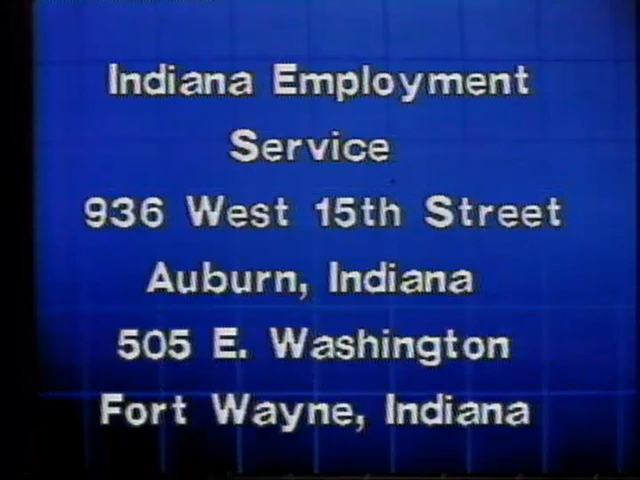 Indiana Employment
Service
936 West 15th Street
Auburn, Indiana
505 E. Washington
Fort Wayne, Indiana